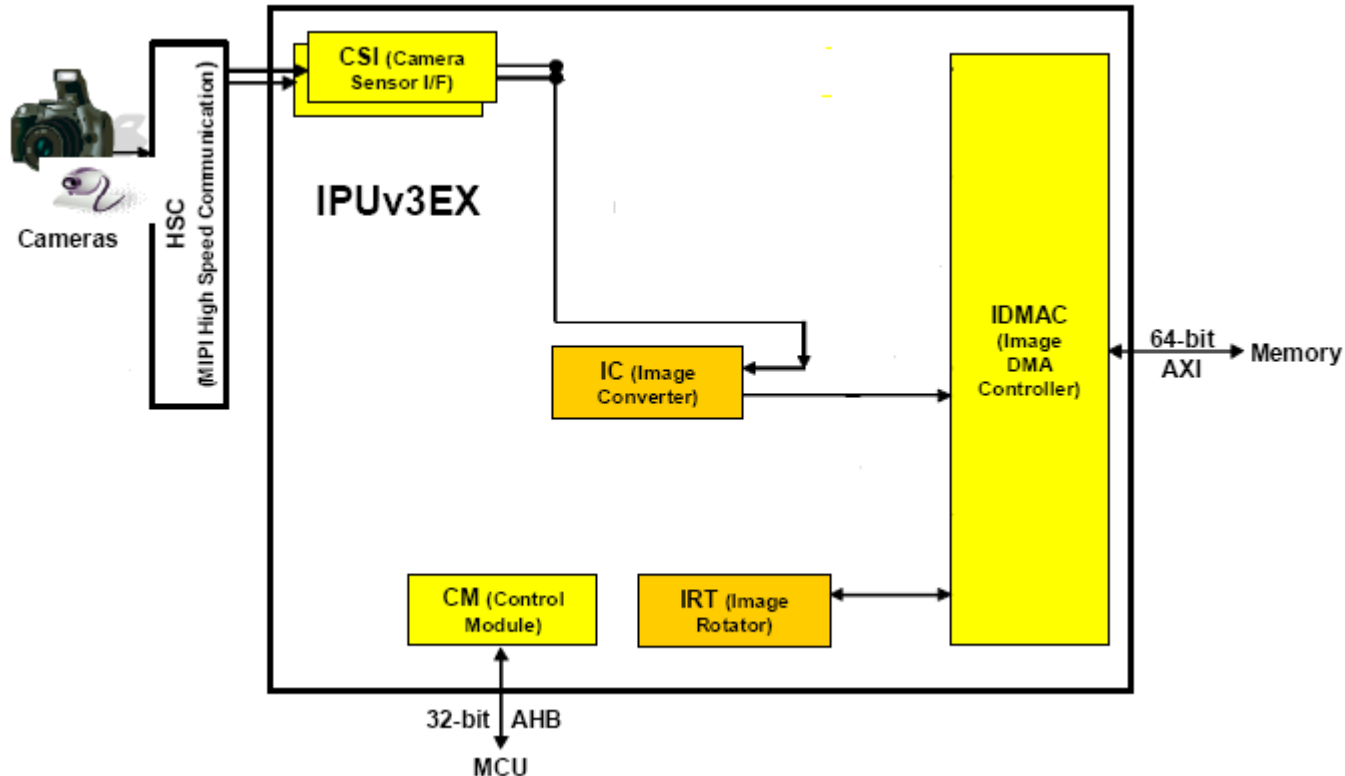 CSI (Camera
Sensor I/F)
HSC
(MIPI High Speed Communication)
Cameras
IPUv3EX
IC (Image
Converter)
IDMAC
(Image
DMA
Controller)
64-bit
AXI
Memory
CM (Control
Module)
IRT (Image
Rotator)
32-bit AHB
MCU